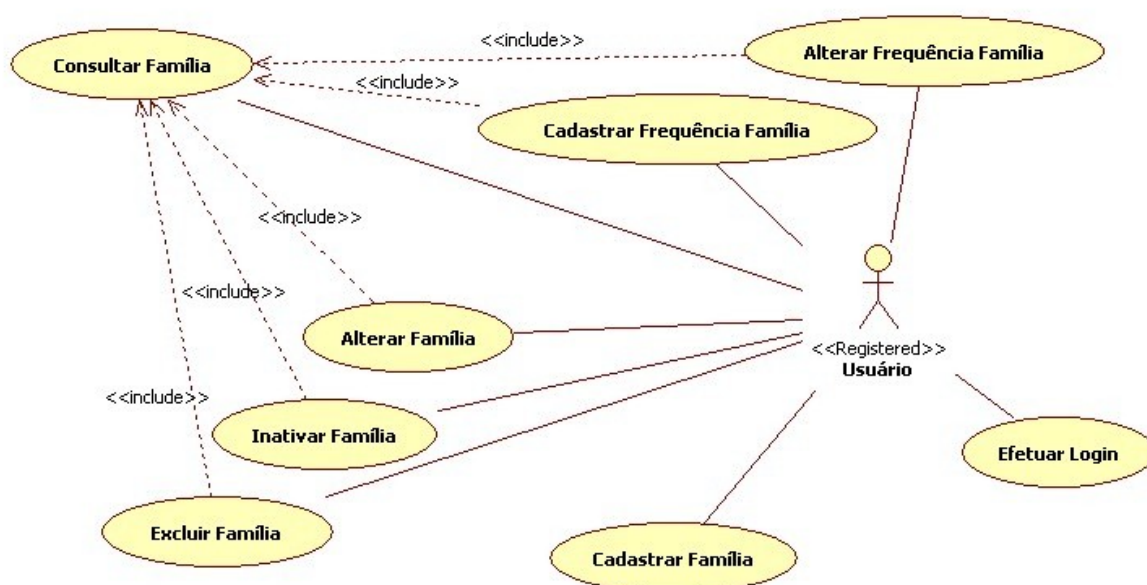 <<include>>
Alterar Frequência Família
Consultar Família
<<include>>
Cadastrar Frequência Família
<<include>>
<<include>>
Alterar Família
<<Registered>>
Usuário
<<include>>
Inativar Família
Efetuar Login
Excluir Família
Cadastrar Família